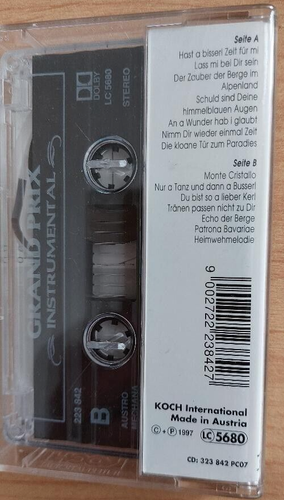 Seite A
Hast a bisserl Zeit für mi
Lass mi bei Dir sein
Der Zauber der Berge im
Alpenland
Schuld sind Deine
himmelblauen Augen
An a Wunder hab i glaubt
Nimm Dir wieder einmal Zeit
Die kloane Tür zum Paradies
Seite B
Monte Cristallo
Nur a Tanz und dann a Busserl
Du bist so a lieber Kerl
Tränen passen nicht zu Dir
Echo der Berge
Patrona Bavariae
Heimwehmelodie
9 002722 238427
KOCH International
Made in Austria
© + ℗ 1997 LC 5680
CD: 323 842 PC07
GRAND PRIX
INSTRUMENTAL
DOLBY
LC 5680
STEREO
223 842
B
AUSTRO
MECHANA